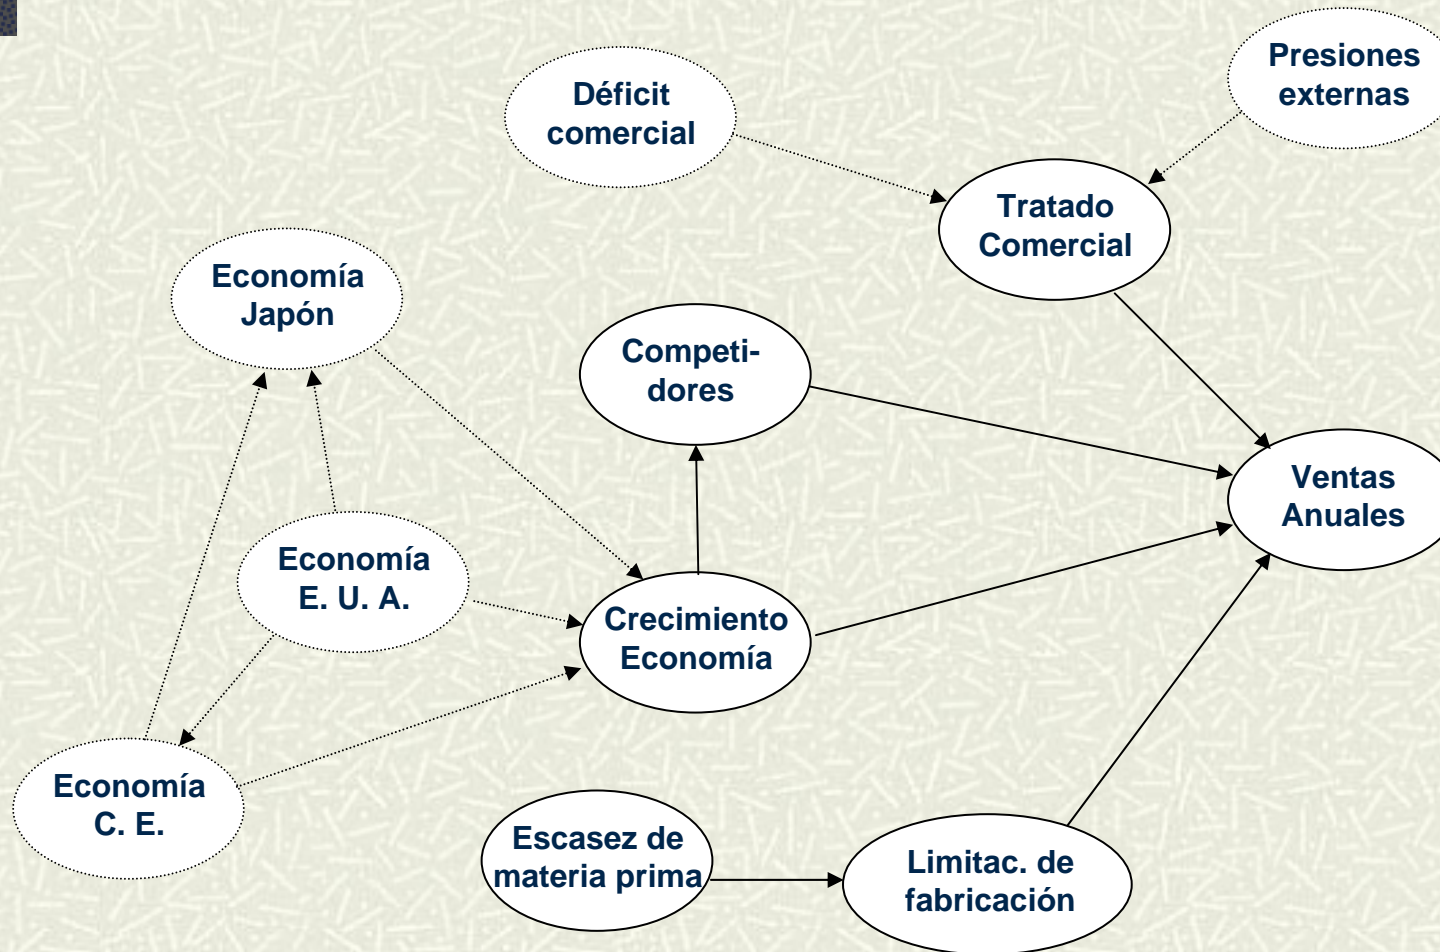 Presiones
externas
Déficit
comercial
Tratado
Comercial
Economía
Japón
Competi-
dores
Ventas
Anuales
Economía
E. U. A.
Crecimiento
Economía
Economía
C. E.
Escasez de
materia prima
Limitac. de
fabricación